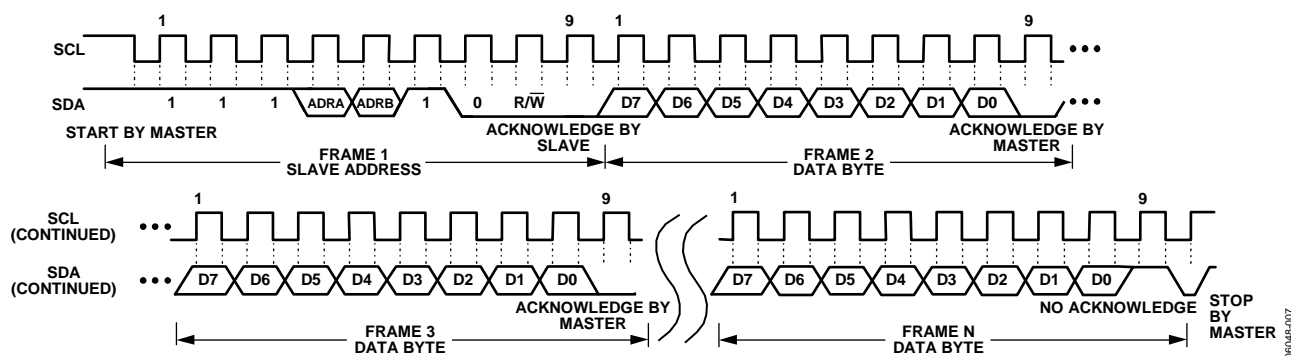 1 9 1 9
SCL
SDA 1 1 1 ADRA ADRB 1 0 R/W̅ D7 D6 D5 D4 D3 D2 D1 D0
START BY MASTER
ACKNOWLEDGE BY
SLAVE
ACKNOWLEDGE BY
MASTER
FRAME 1
SLAVE ADDRESS
FRAME 2
DATA BYTE
1 9 1 9
SCL
(CONTINUED)
SDA
(CONTINUED)
D7 D6 D5 D4 D3 D2 D1 D0 D7 D6 D5 D4 D3 D2 D1 D0
ACKNOWLEDGE BY
MASTER
NO ACKNOWLEDGE
STOP
BY
MASTER
FRAME 3
DATA BYTE
FRAME N
DATA BYTE
06048-007